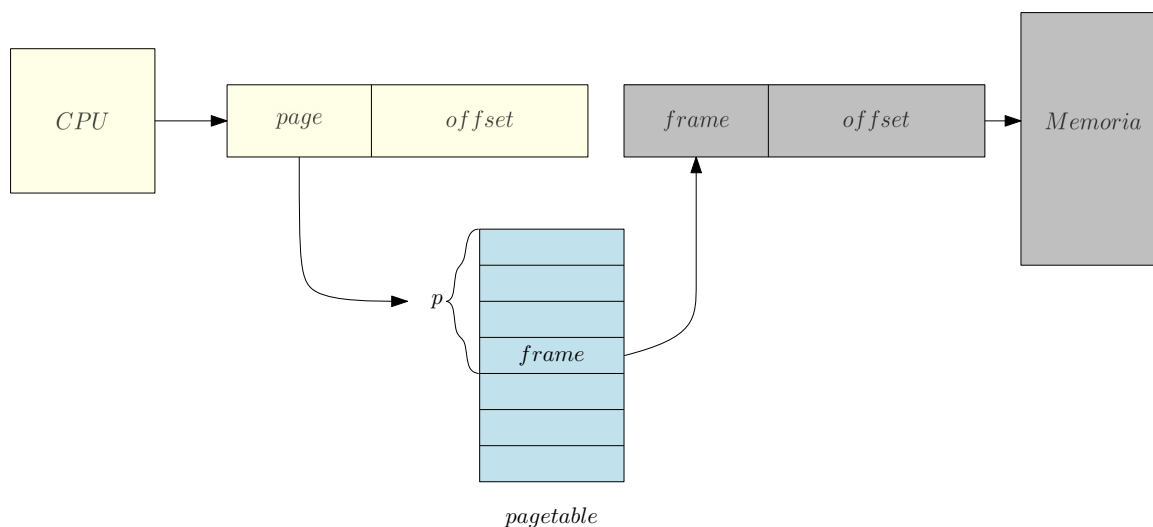 CPU
page
offset
frame
offset
Memoria
p
frame
pagetable